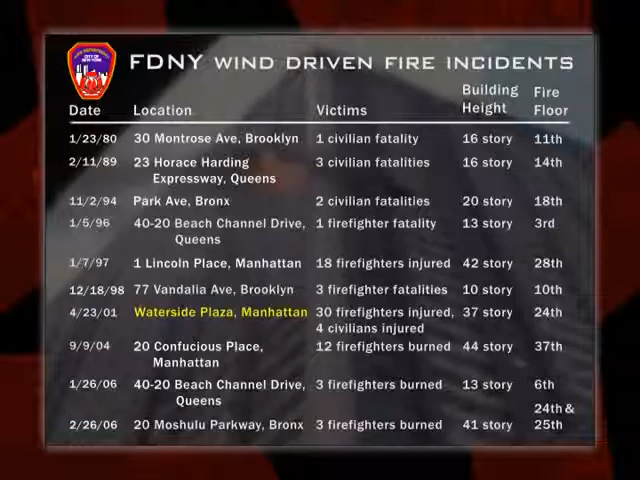 FDNY WIND DRIVEN FIRE INCIDENTS
FIRE DEPARTMENT
CITY OF
NEW YORK
Date Location Victims Building Height Fire Floor
1/23/80 30 Montrose Ave, Brooklyn 1 civilian fatality 16 story 11th
2/11/89 23 Horace Harding 3 civilian fatalities 16 story 14th
Expressway, Queens
11/2/94 Park Ave, Bronx 2 civilian fatalities 20 story 18th
1/5/96 40-20 Beach Channel Drive, 1 firefighter fatality 13 story 3rd
Queens
1/7/97 1 Lincoln Place, Manhattan 18 firefighters injured 42 story 28th
12/18/98 77 Vandalia Ave, Brooklyn 3 firefighter fatalities 10 story 10th
4/23/01 Waterside Plaza, Manhattan 30 firefighters injured, 37 story 24th
4 civilians injured
9/9/04 20 Confucious Place, 12 firefighters burned 44 story 37th
Manhattan
1/26/06 40-20 Beach Channel Drive, 3 firefighters burned 13 story 6th
Queens
24th &
2/26/06 20 Moshulu Parkway, Bronx 3 firefighters burned 41 story 25th